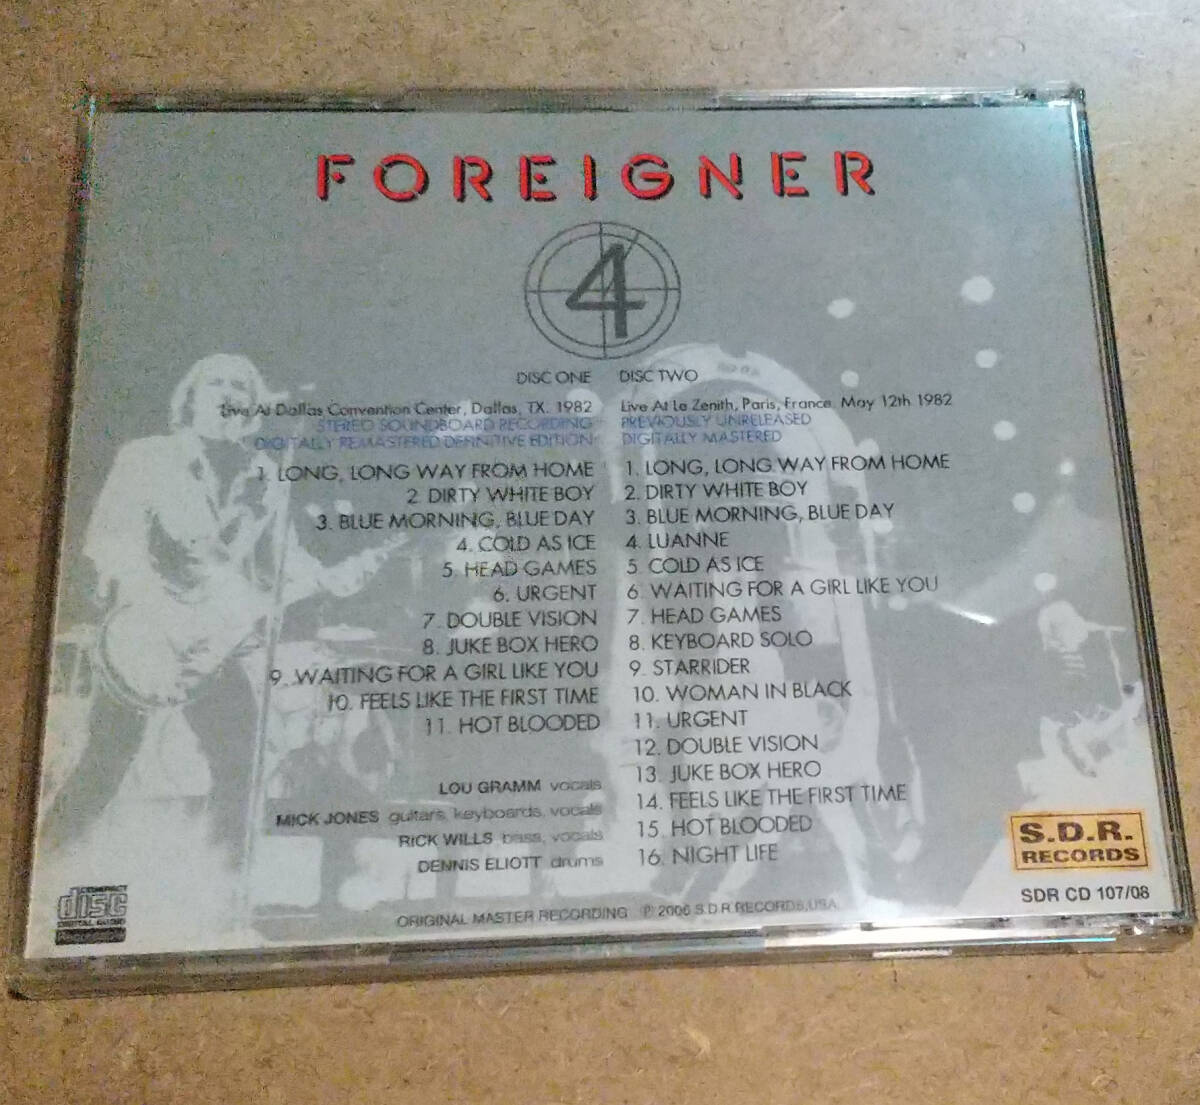 FOREIGNER
4
DISC ONE
Live At Dallas Convention Center, Dallas, TX. 1982
STEREO SOUNDBOARD RECORDING
DIGITALLY REMASTERED DEFINITIVE EDITION
1. LONG, LONG WAY FROM HOME
2. DIRTY WHITE BOY
3. BLUE MORNING, BLUE DAY
4. COLD AS ICE
5. HEAD GAMES
6. URGENT
7. DOUBLE VISION
8. JUKE BOX HERO
9. WAITING FOR A GIRL LIKE YOU
10. FEELS LIKE THE FIRST TIME
11. HOT BLOODED
LOU GRAMM vocals
MICK JONES guitars, keyboards, vocals
RICK WILLS bass, vocals
DENNIS ELIOTT drums
DISC TWO
Live At Le Zenith, Paris, France. May 12th 1982
PREVIOUSLY UNRELEASED
DIGITALLY MASTERED
1. LONG, LONG WAY FROM HOME
2. DIRTY WHITE BOY
3. BLUE MORNING, BLUE DAY
4. LUANNE
5. COLD AS ICE
6. WAITING FOR A GIRL LIKE YOU
7. HEAD GAMES
8. KEYBOARD SOLO
9. STARRIDER
10. WOMAN IN BLACK
11. URGENT
12. DOUBLE VISION
13. JUKE BOX HERO
14. FEELS LIKE THE FIRST TIME
15. HOT BLOODED
16. NIGHT LIFE
S.D.R.
RECORDS
SDR CD 107/08
COMPACT
disc
DIGITAL AUDIO
ORIGINAL MASTER RECORDING ℗ 2006 S.D.R. RECORDS, USA.